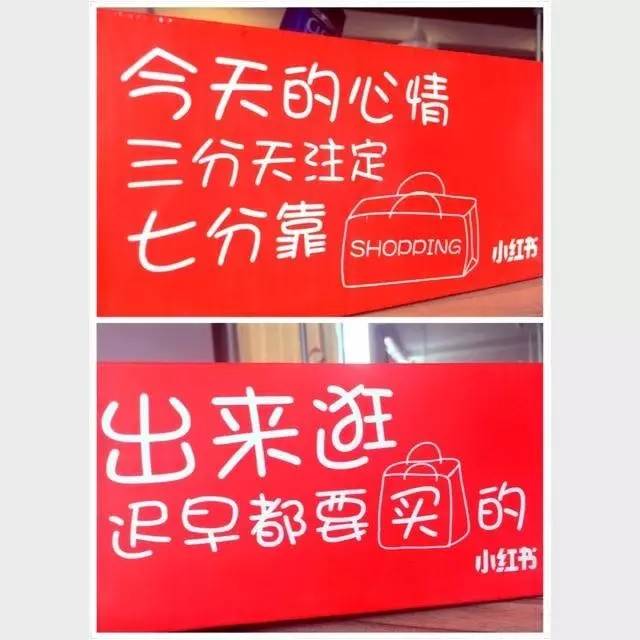 今天的心情
三分天注定
七分靠 SHOPPING
小红书
出来逛
迟早都要买的
小红书